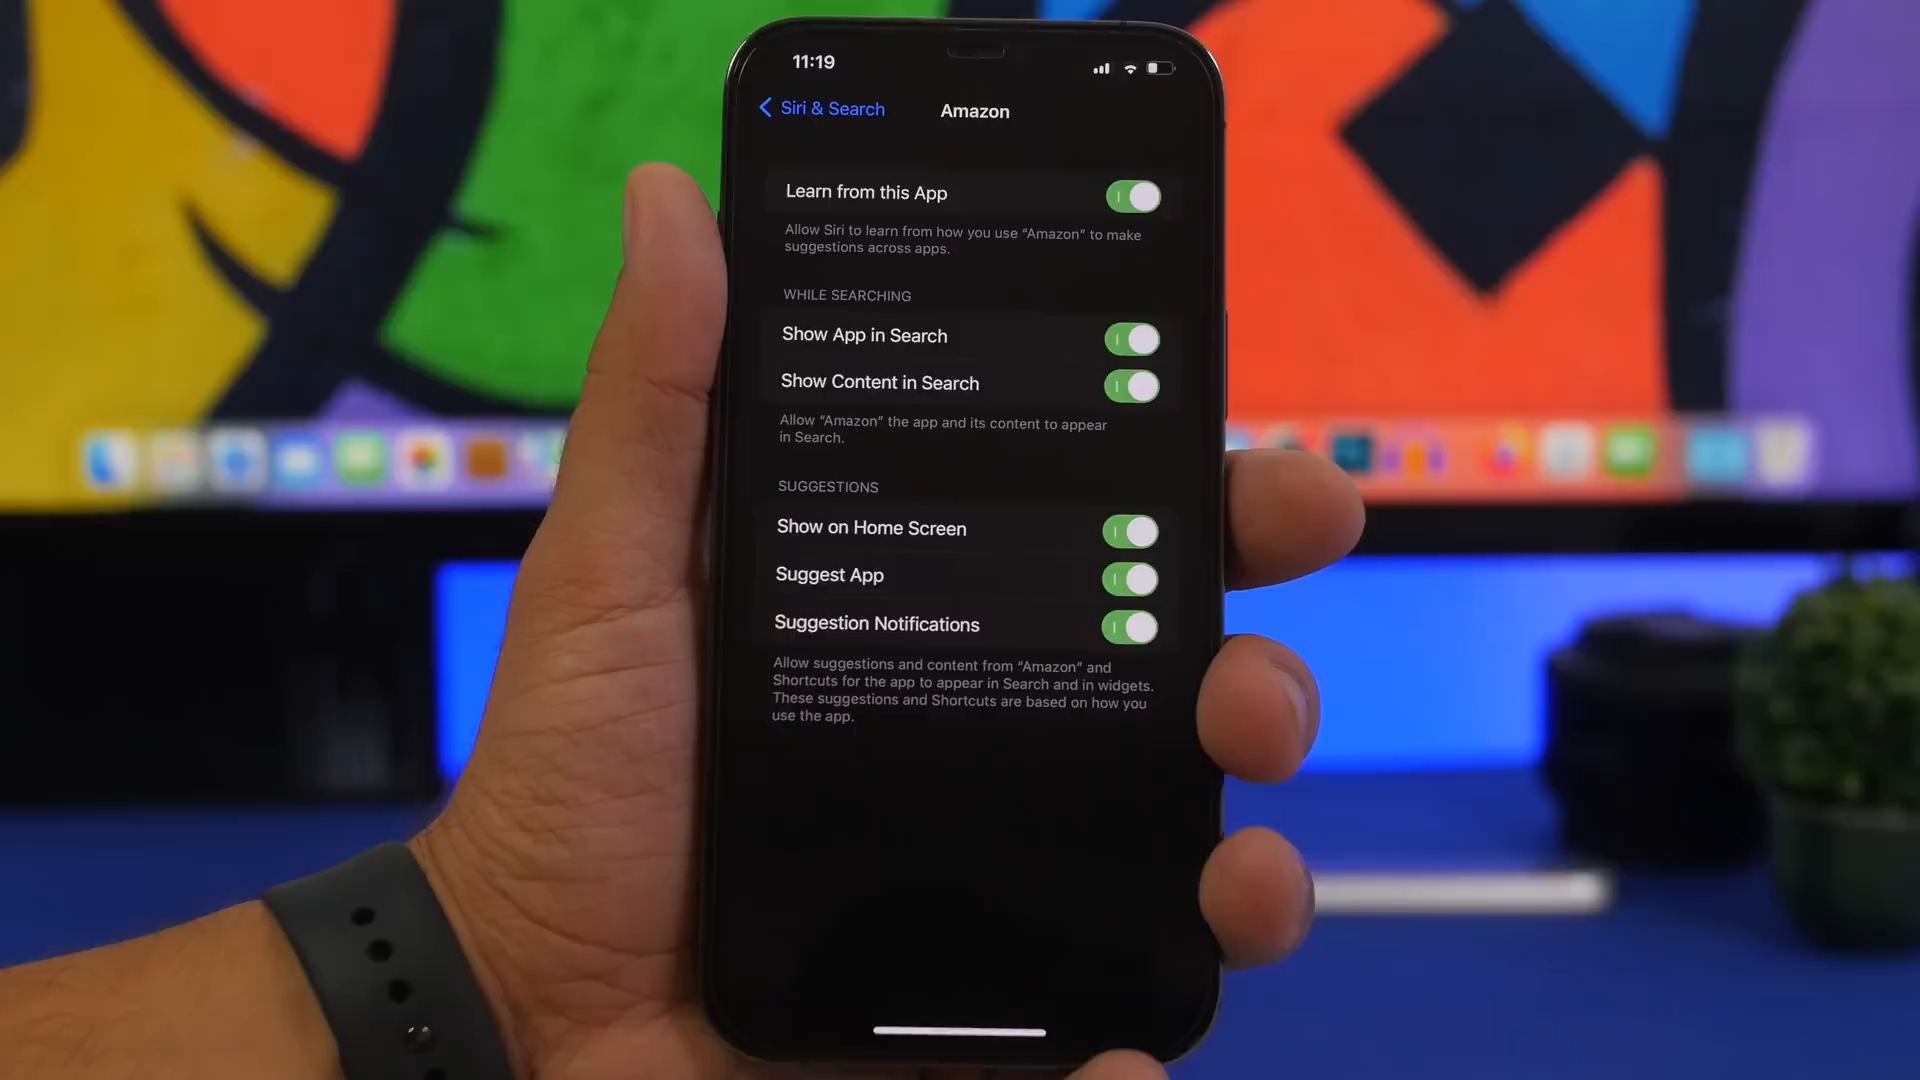 11:19
Siri & Search
Amazon
Learn from this App
Allow Siri to learn from how you use “Amazon” to make
suggestions across apps.
WHILE SEARCHING
Show App in Search
Show Content in Search
Allow “Amazon” the app and its content to appear
in Search.
SUGGESTIONS
Show on Home Screen
Suggest App
Suggestion Notifications
Allow suggestions and content from “Amazon” and
Shortcuts for the app to appear in Search and in widgets.
These suggestions and Shortcuts are based on how you
use the app.